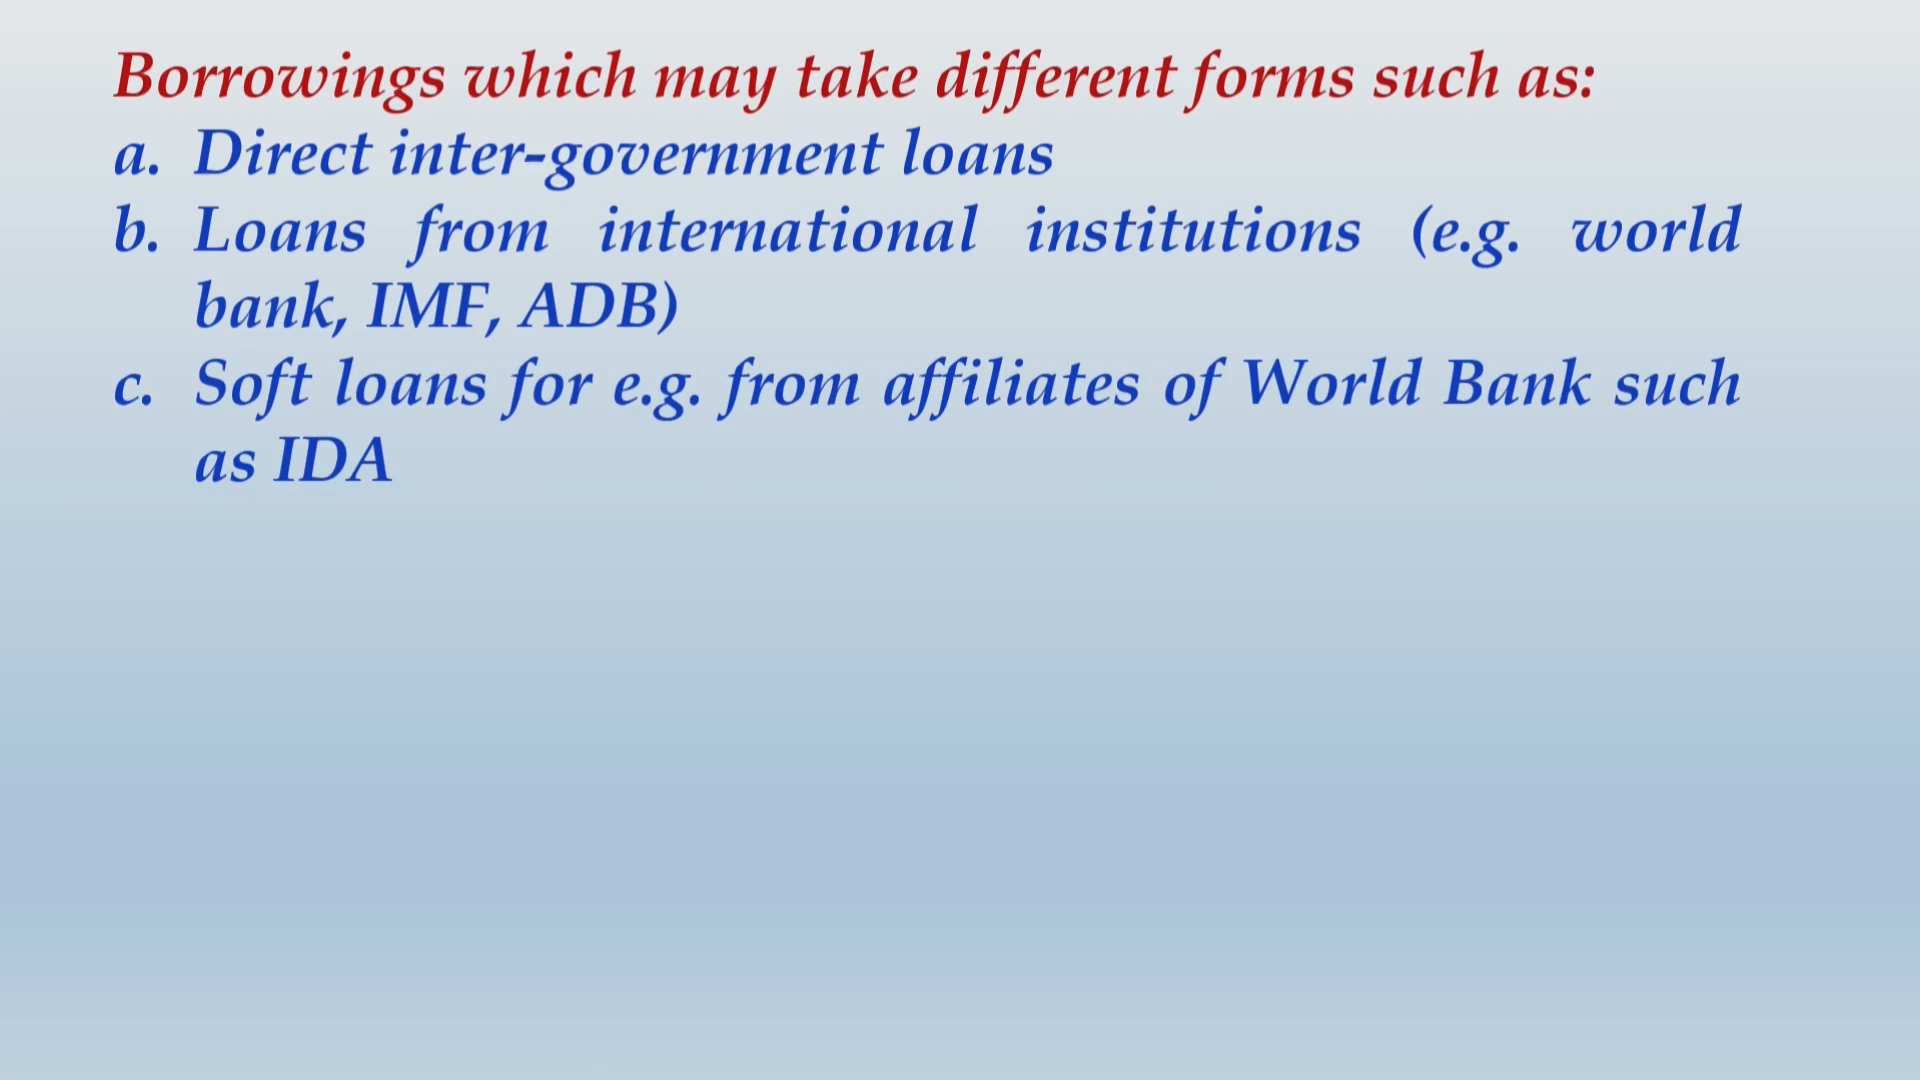 Borrowings which may take different forms such as:
a. Direct inter-government loans
b. Loans from international institutions (e.g. world
bank, IMF, ADB)
c. Soft loans for e.g. from affiliates of World Bank such
as IDA